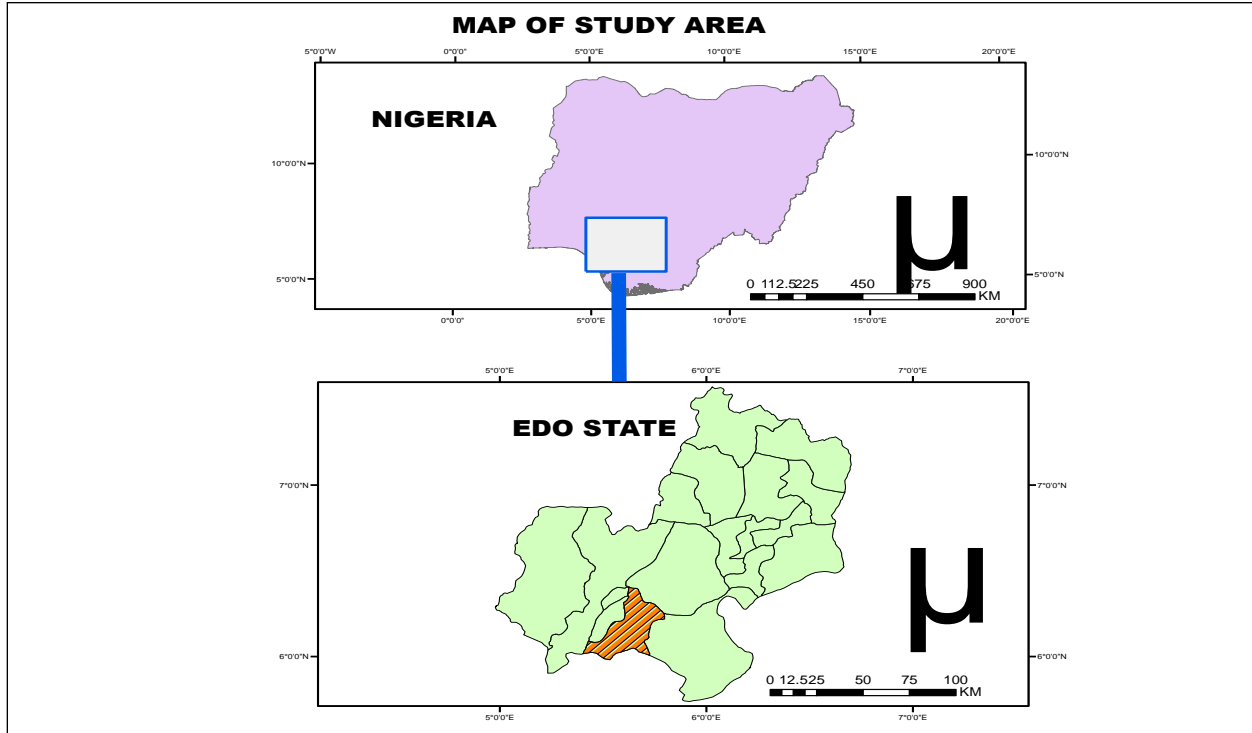 MAP OF STUDY AREA
5°0'0"W 0°0'0" 5°0'0"E 10°0'0"E 15°0'0"E 20°0'0"E
NIGERIA
10°0'0"N 10°0'0"N
µ
5°0'0"N 5°0'0"N
0 112.5225 450 675 900
KM
0°0'0" 5°0'0"E 10°0'0"E 15°0'0"E 20°0'0"E
5°0'0"E 6°0'0"E 7°0'0"E
EDO STATE
7°0'0"N 7°0'0"N
µ
6°0'0"N 6°0'0"N
0 12.525 50 75 100
KM
5°0'0"E 6°0'0"E 7°0'0"E